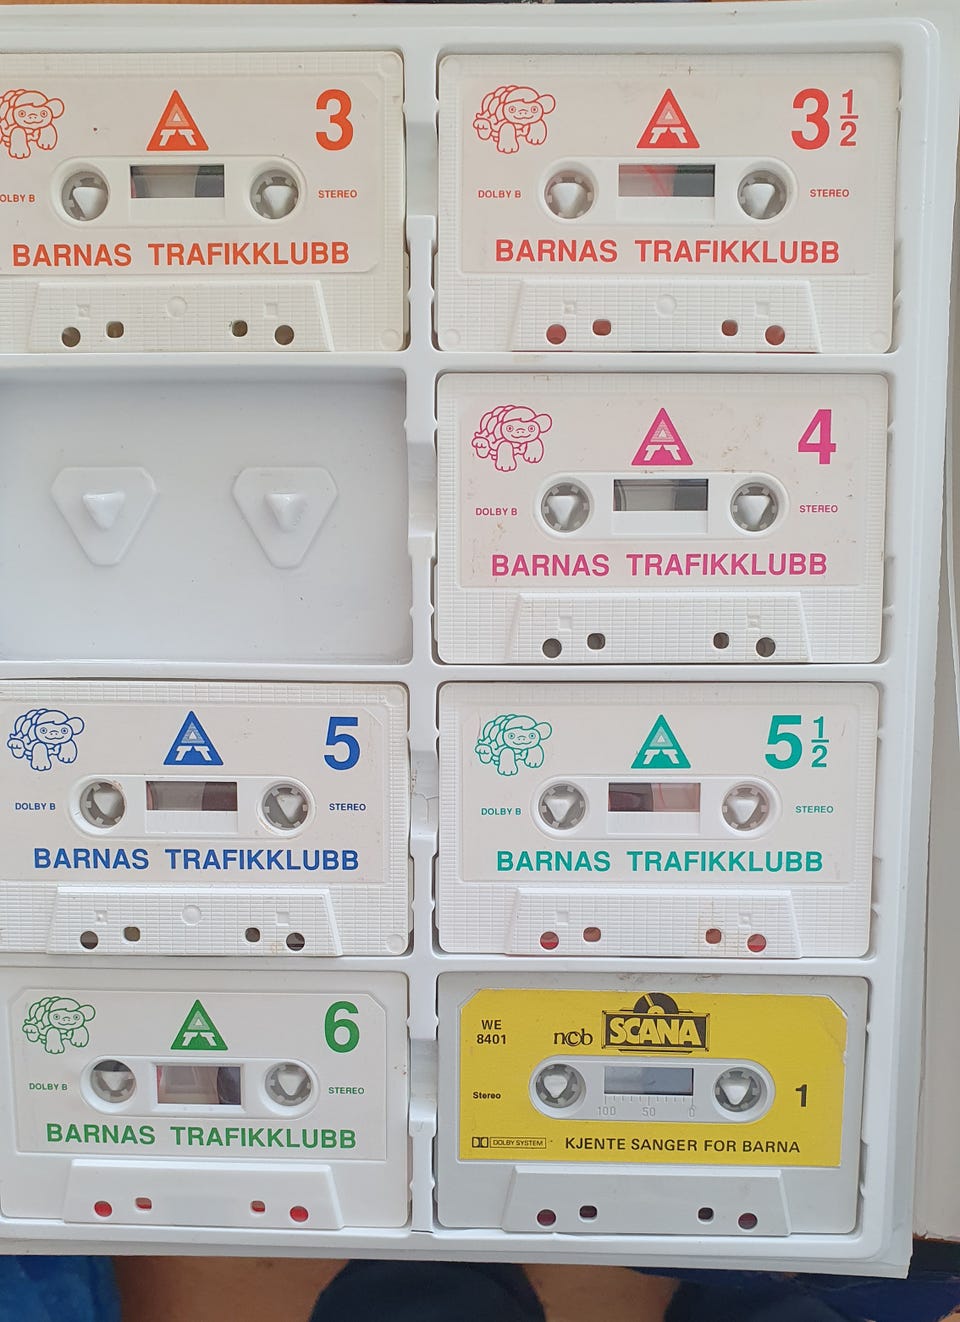 3
DOLBY B STEREO
BARNAS TRAFIKKLUBB
3 1/2
DOLBY B STEREO
BARNAS TRAFIKKLUBB
4
DOLBY B STEREO
BARNAS TRAFIKKLUBB
5
DOLBY B STEREO
BARNAS TRAFIKKLUBB
5 1/2
DOLBY B STEREO
BARNAS TRAFIKKLUBB
6
DOLBY B STEREO
BARNAS TRAFIKKLUBB
WE
8401
ncb SCANA
Stereo 1
100 50 0
DOLBY SYSTEM KJENTE SANGER FOR BARNA